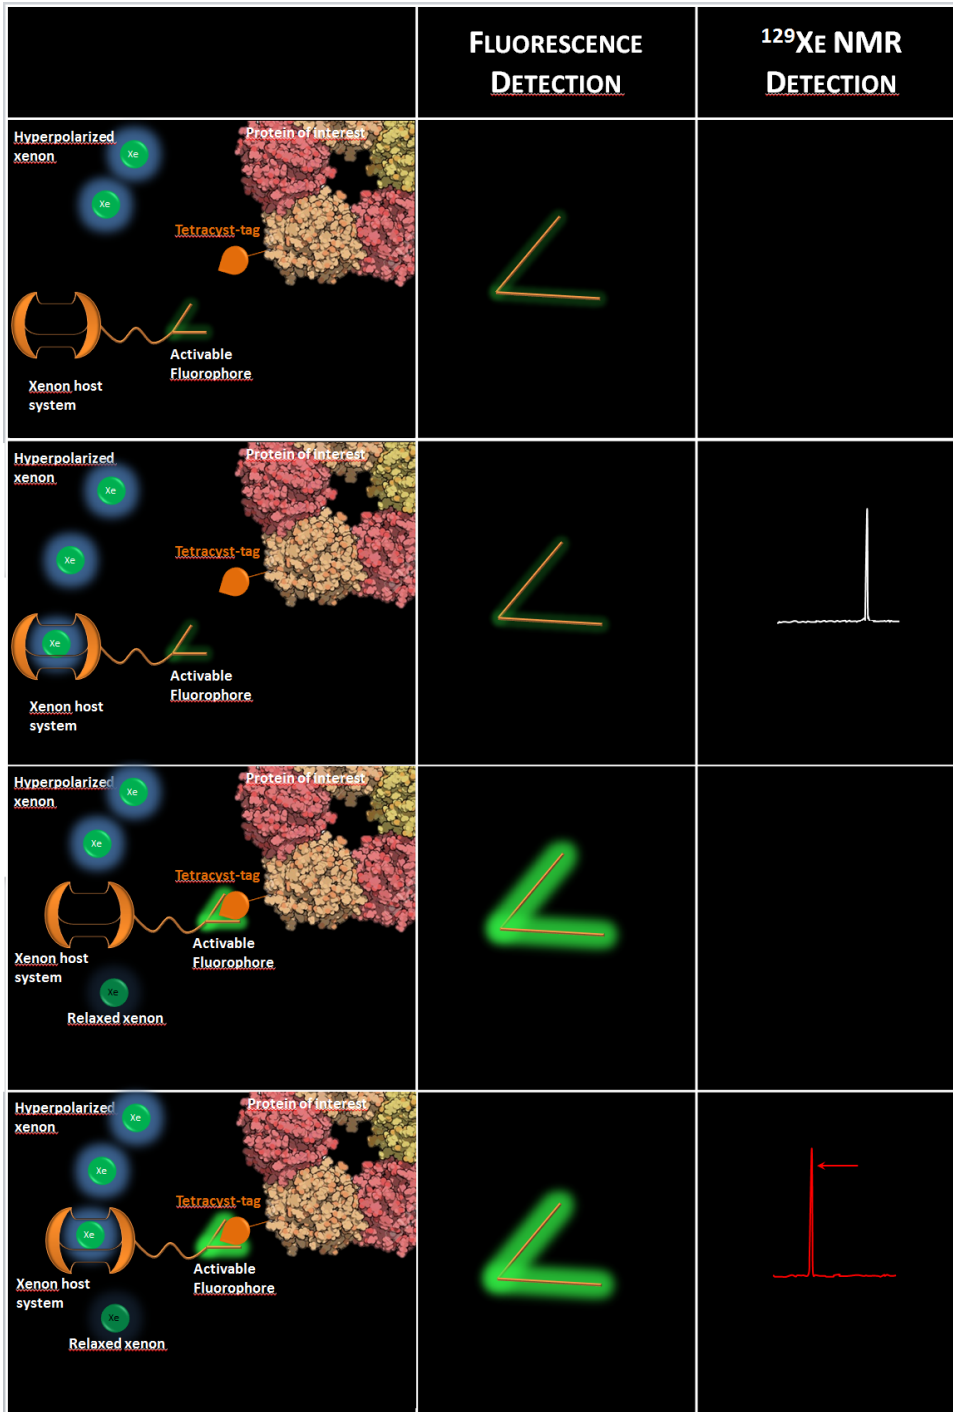 FLUORESCENCE
DETECTION
129XE NMR
DETECTION
Hyperpolarized
xenon
Xe
Xe
Protein of interest
Tetracyst-tag
Activable
Fluorophore
Xenon host
system
Hyperpolarized
xenon
Xe
Xe
Xe
Protein of interest
Tetracyst-tag
Activable
Fluorophore
Xenon host
system
Hyperpolarized
xenon
Xe
Xe
Protein of interest
Tetracyst-tag
Activable
Fluorophore
Xenon host
system
Xe
Relaxed xenon
Hyperpolarized
xenon
Xe
Xe
Xe
Protein of interest
Tetracyst-tag
Activable
Fluorophore
Xenon host
system
Xe
Relaxed xenon